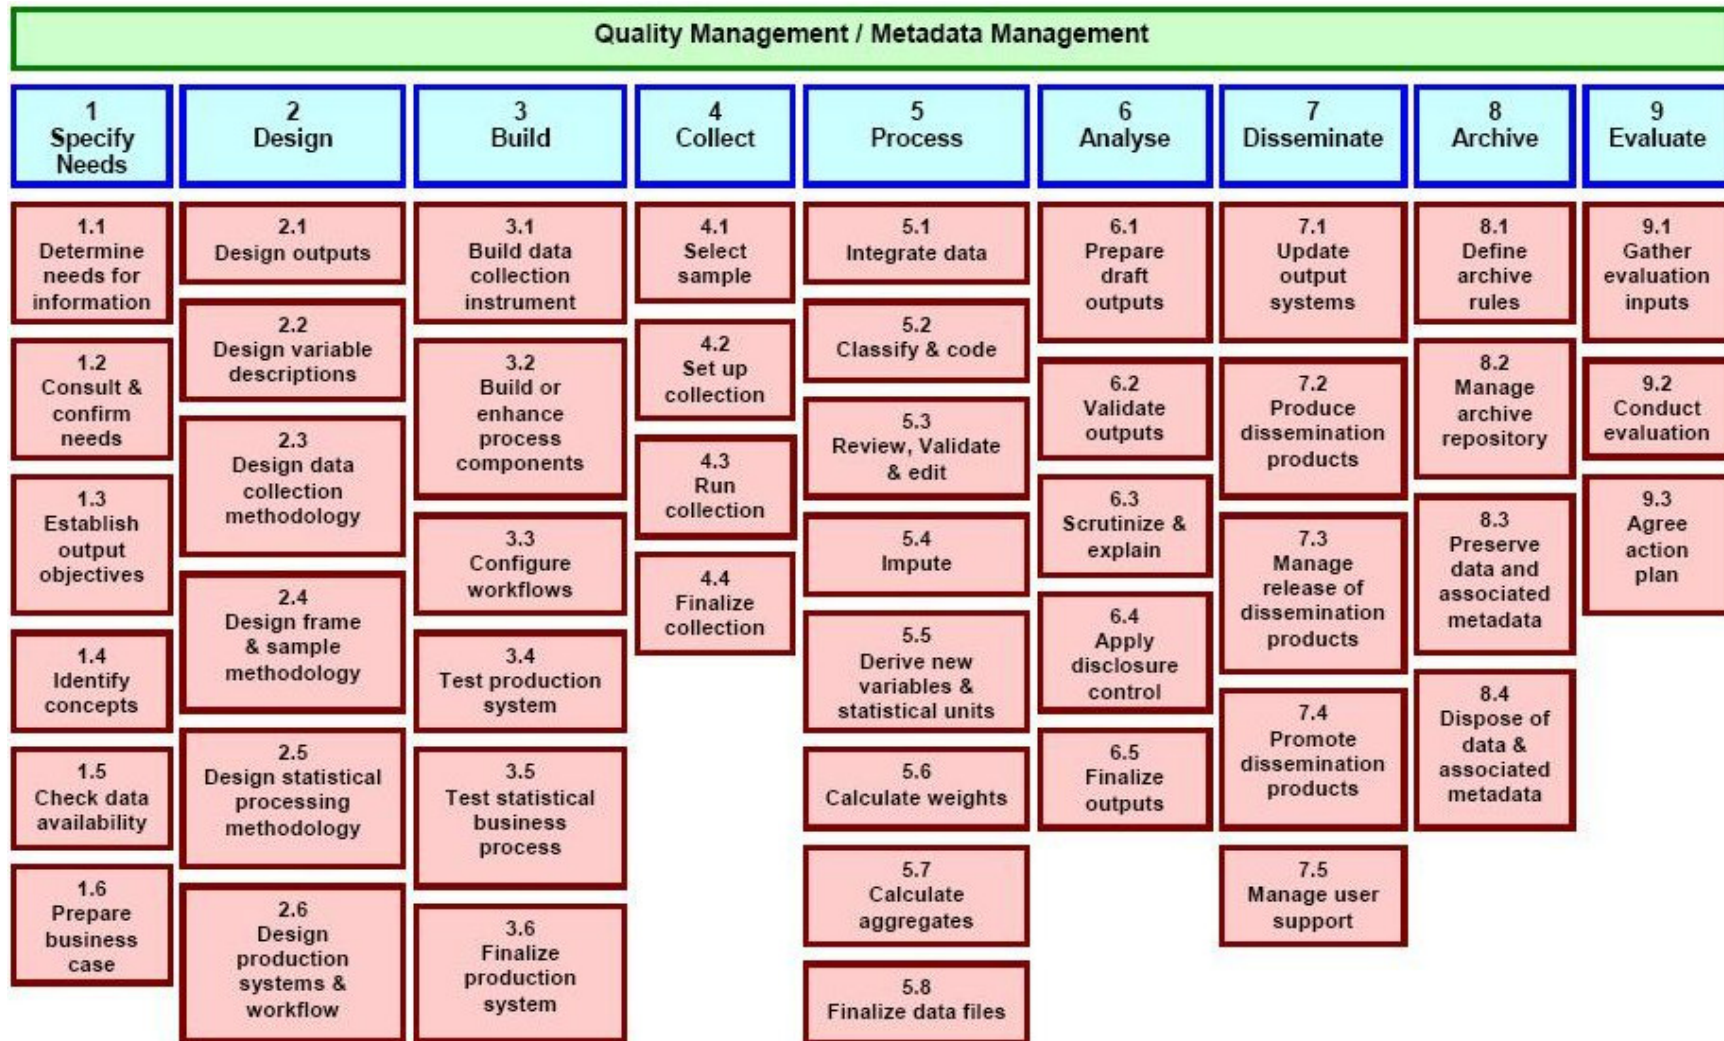 Quality Management / Metadata Management
1
Specify
Needs
2
Design
3
Build
4
Collect
5
Process
6
Analyse
7
Disseminate
8
Archive
9
Evaluate
1.1
Determine
needs for
information
1.2
Consult &
confirm
needs
1.3
Establish
output
objectives
1.4
Identify
concepts
1.5
Check data
availability
1.6
Prepare
business
case
2.1
Design outputs
2.2
Design variable
descriptions
2.3
Design data
collection
methodology
2.4
Design frame
& sample
methodology
2.5
Design statistical
processing
methodology
2.6
Design
production
systems &
workflow
3.1
Build data
collection
instrument
3.2
Build or
enhance
process
components
3.3
Configure
workflows
3.4
Test production
system
3.5
Test statistical
business
process
3.6
Finalize
production
system
4.1
Select
sample
4.2
Set up
collection
4.3
Run
collection
4.4
Finalize
collection
5.1
Integrate data
5.2
Classify & code
5.3
Review, Validate
& edit
5.4
Impute
5.5
Derive new
variables &
statistical units
5.6
Calculate weights
5.7
Calculate
aggregates
5.8
Finalize data files
6.1
Prepare
draft
outputs
6.2
Validate
outputs
6.3
Scrutinize &
explain
6.4
Apply
disclosure
control
6.5
Finalize
outputs
7.1
Update
output
systems
7.2
Produce
dissemination
products
7.3
Manage
release of
dissemination
products
7.4
Promote
dissemination
products
7.5
Manage user
support
8.1
Define
archive
rules
8.2
Manage
archive
repository
8.3
Preserve
data and
associated
metadata
8.4
Dispose of
data &
associated
metadata
9.1
Gather
evaluation
inputs
9.2
Conduct
evaluation
9.3
Agree
action
plan